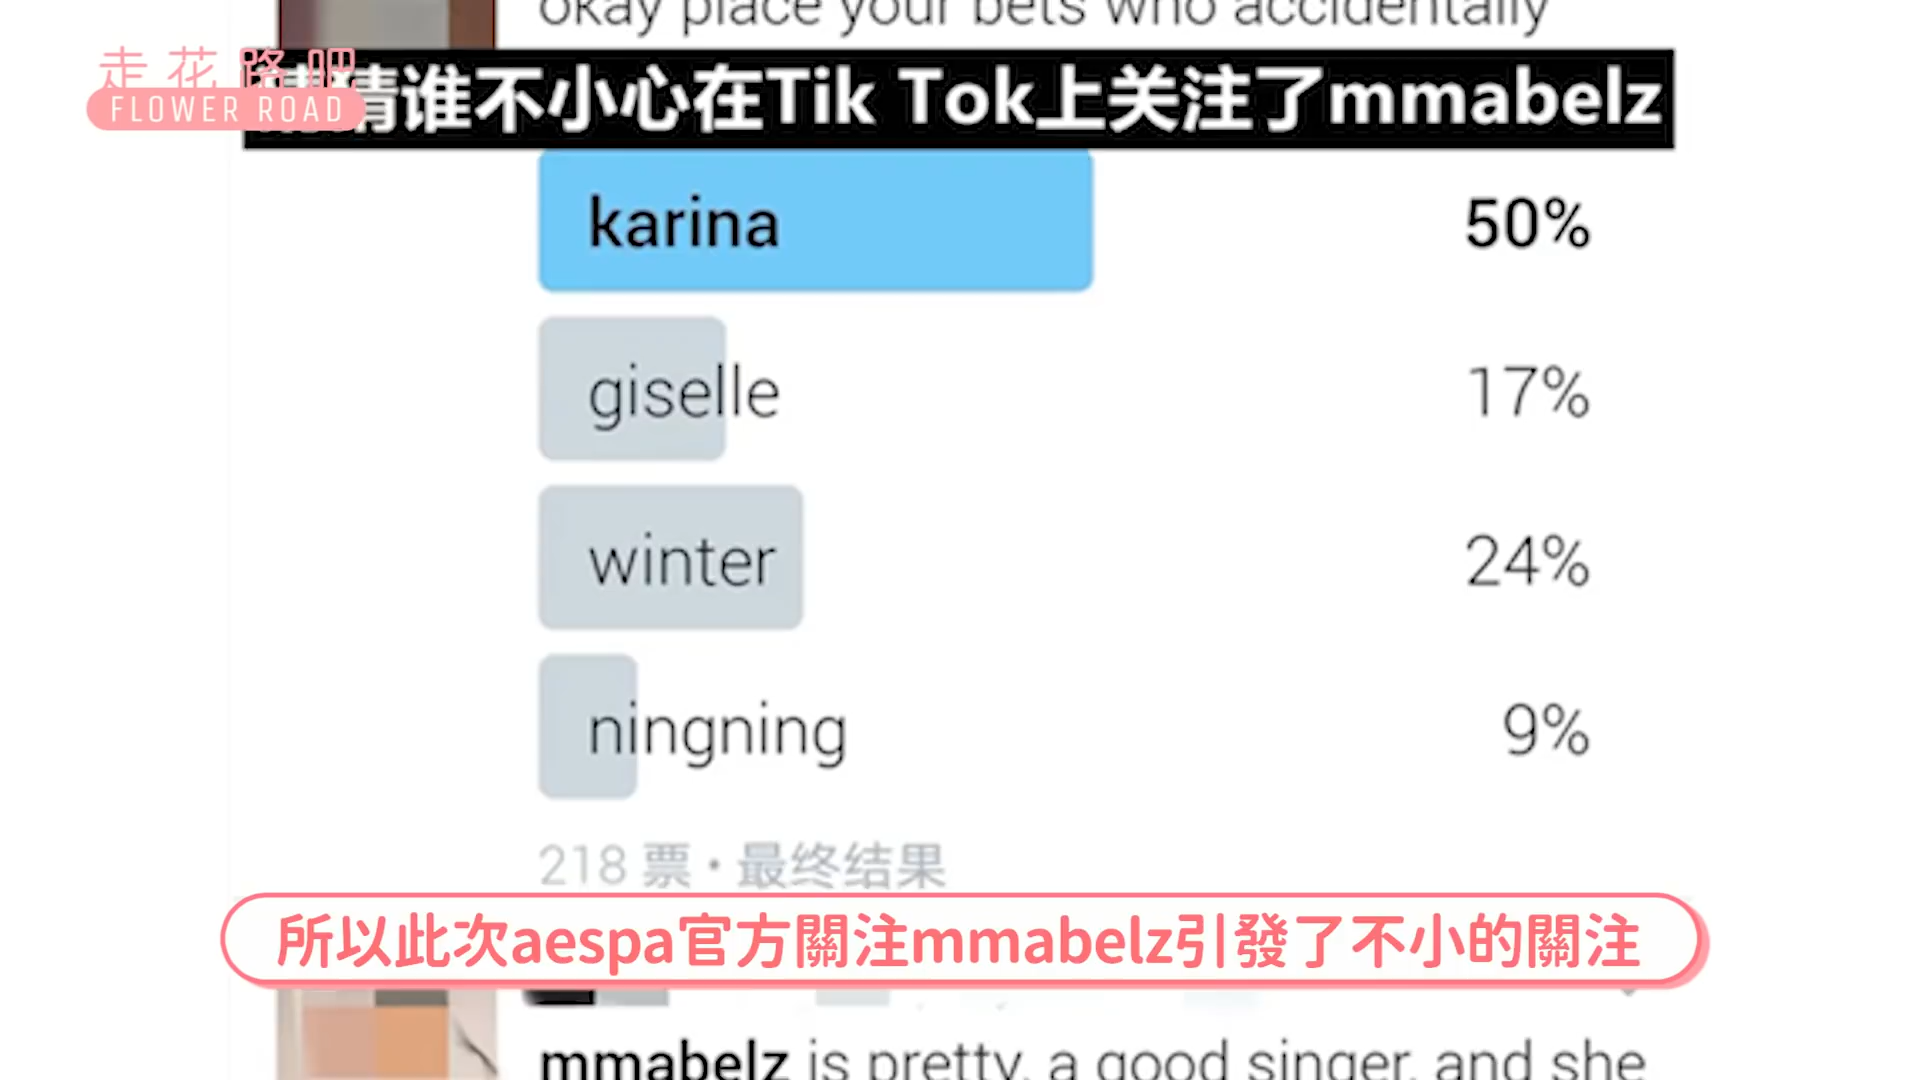 okay place your bets who accidentally
走花路吧
FLOWER ROAD
猜谁不小心在Tik Tok上关注了mmabelz
karina 50%
giselle 17%
winter 24%
ningning 9%
218 票·最终结果
所以此次aespa官方關注mmabelz引發了不小的關注
mmabelz is pretty, a good singer, and she